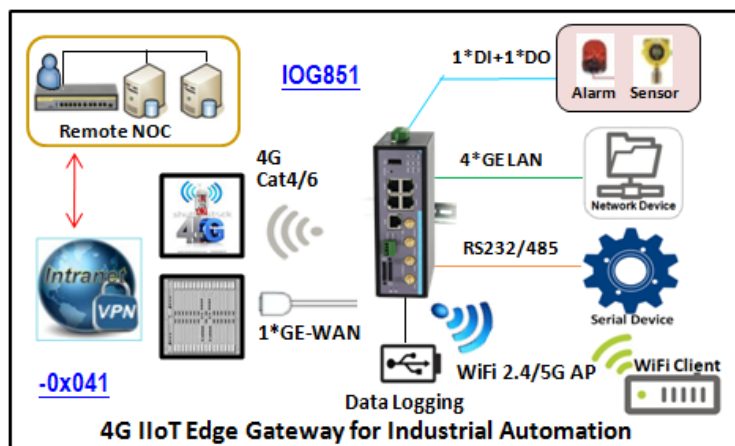 IOG851
1*DI+1*DO
Alarm Sensor
Remote NOC
4G
Cat4/6
4G
4*GE LAN
Network Device
Intranet
VPN
RS232/485
1*GE-WAN
Serial Device
-0x041
WiFi 2.4/5G AP
WiFi Client
Data Logging
4G IIoT Edge Gateway for Industrial Automation